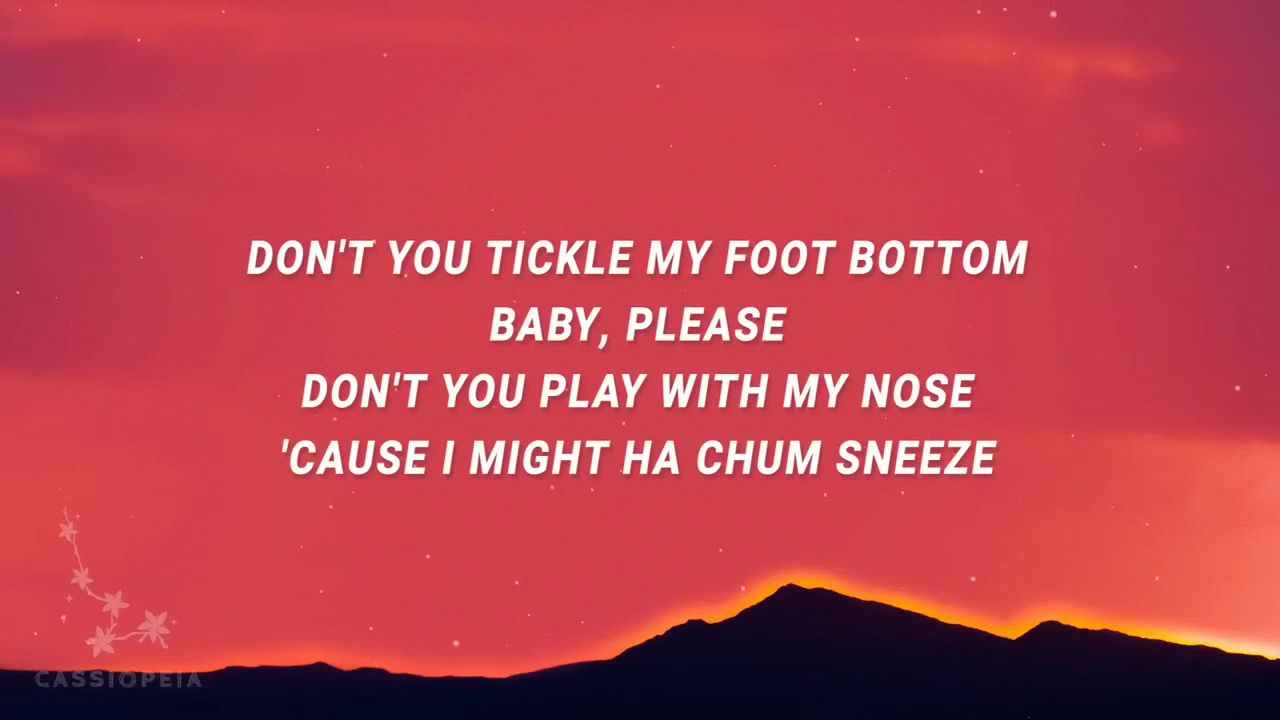 DON'T YOU TICKLE MY FOOT BOTTOM
BABY, PLEASE
DON'T YOU PLAY WITH MY NOSE
'CAUSE I MIGHT HA CHUM SNEEZE
CASSIOPEIA